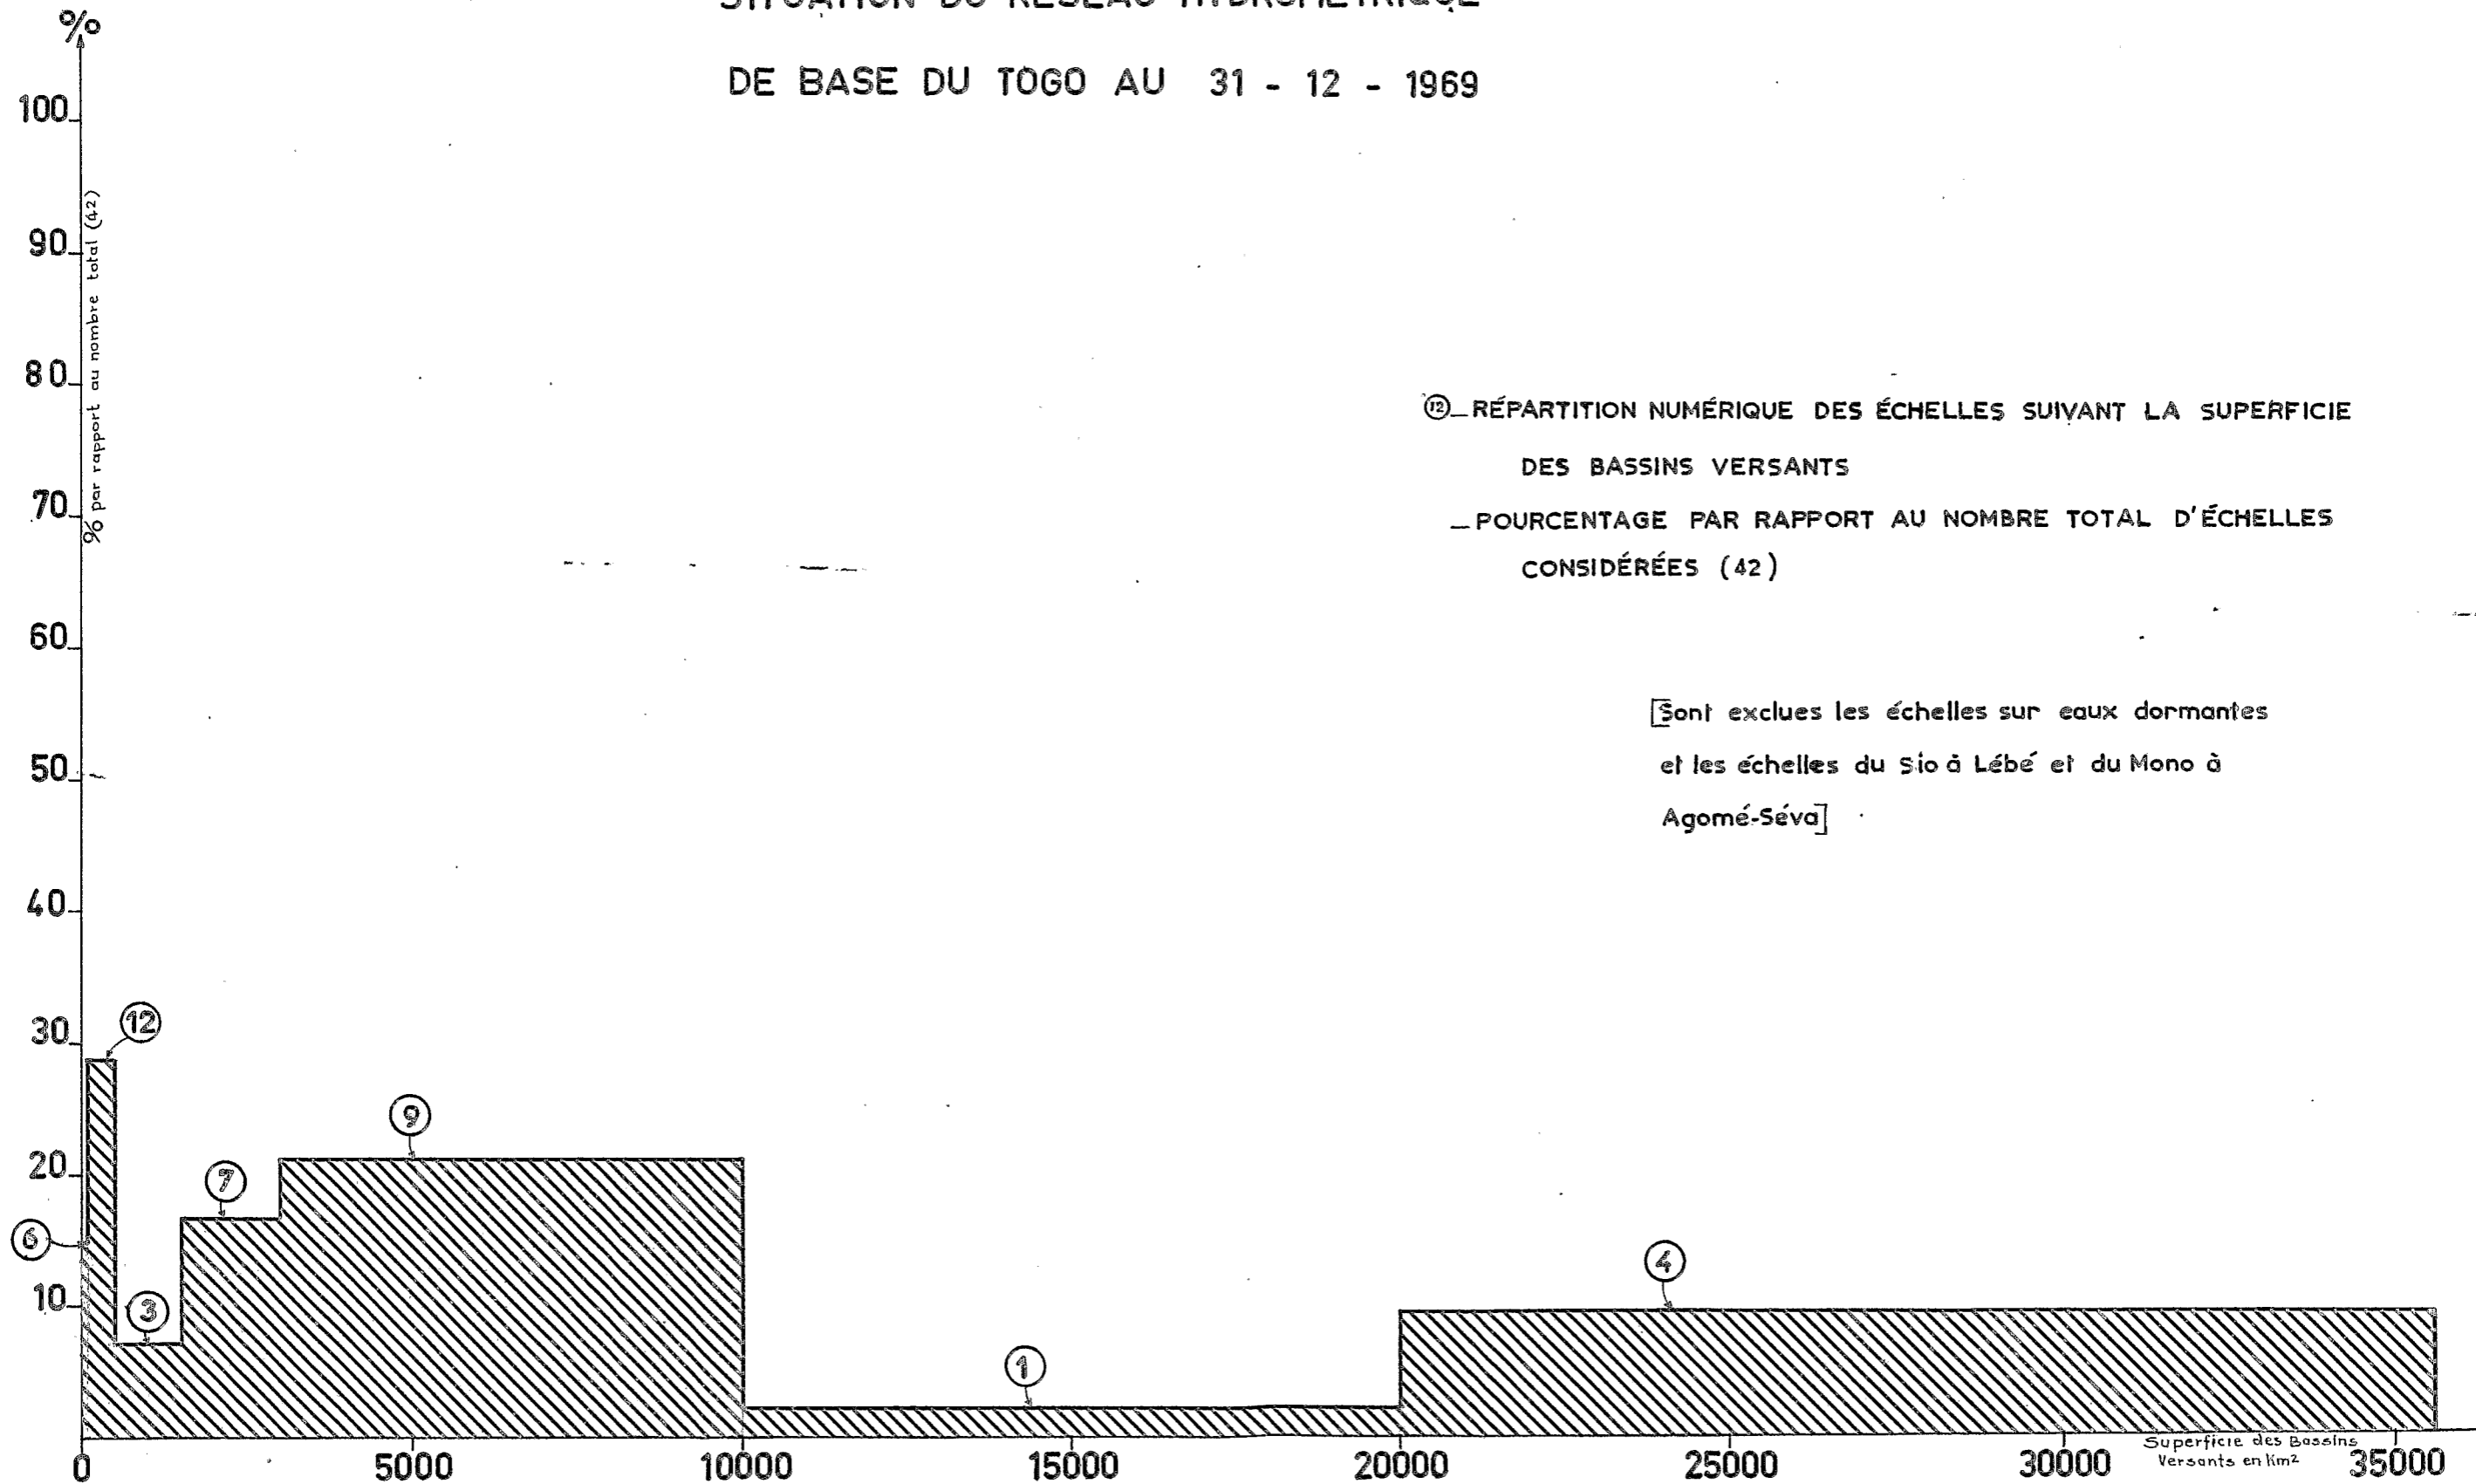 SITUATION DU RÉSEAU HYDROMÉTRIQUE
DE BASE DU TOGO AU 31 - 12 - 1969
%
% par rapport au nombre total (42)
100
90
80
70
60
50
40
30
20
10
⑫_RÉPARTITION NUMÉRIQUE DES ÉCHELLES SUIVANT LA SUPERFICIE
DES BASSINS VERSANTS
_POURCENTAGE PAR RAPPORT AU NOMBRE TOTAL D'ÉCHELLES
CONSIDÉRÉES (42)
[Sont exclues les échelles sur eaux dormantes
et les échelles du Sio à Lébé et du Mono à
Agomé-Séva]
12
9
7
6
3
4
1
0 5000 10000 15000 20000 25000 30000 35000
Superficie des Bassins
Versants en Km2